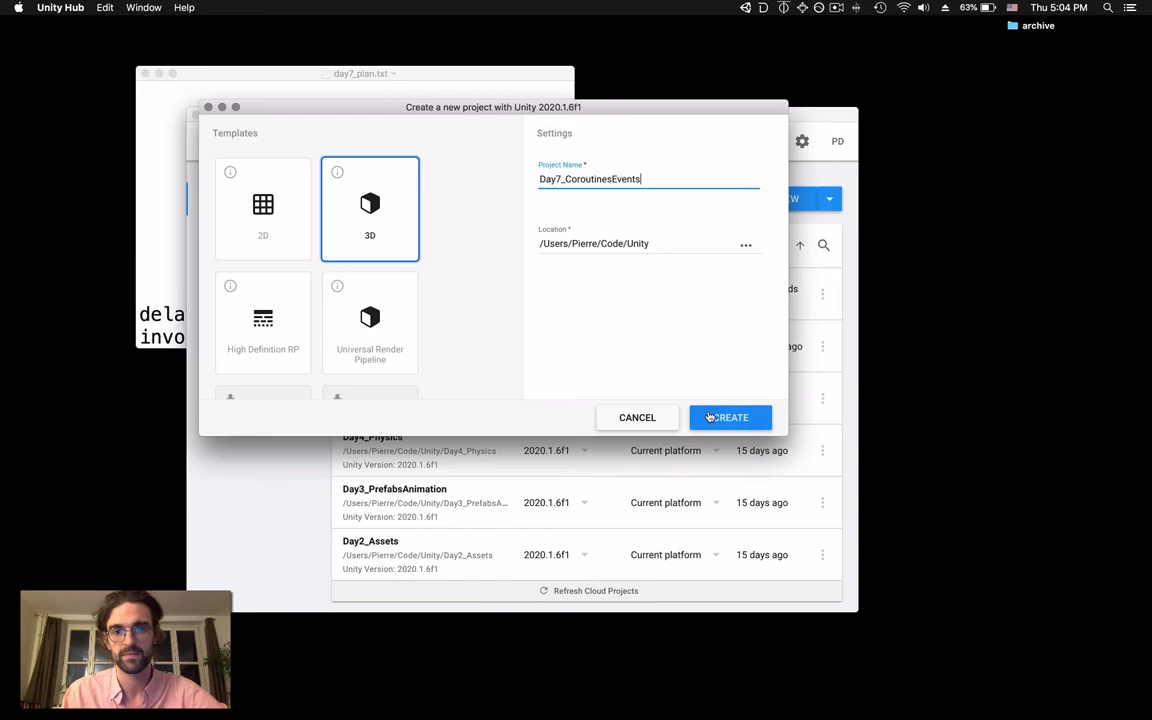 Unity Hub Edit Window Help
63% Thu 5:04 PM
archive
day7_plan.txt
Create a new project with Unity 2020.1.6f1
Templates
Settings
Project Name *
Day7_CoroutinesEvents
2D
3D
Location *
/Users/Pierre/Code/Unity
High Definition RP
Universal Render
Pipeline
CANCEL
CREATE
PD
EW
ds
ago
dela
invo
Day4_Physics
/Users/Pierre/Code/Unity/Day4_Physics
Unity Version: 2020.1.6f1
2020.1.6f1 Current platform 15 days ago
Day3_PrefabsAnimation
/Users/Pierre/Code/Unity/Day3_PrefabsA...
Unity Version: 2020.1.6f1
2020.1.6f1 Current platform 15 days ago
Day2_Assets
/Users/Pierre/Code/Unity/Day2_Assets
Unity Version: 2020.1.6f1
2020.1.6f1 Current platform 15 days ago
Refresh Cloud Projects